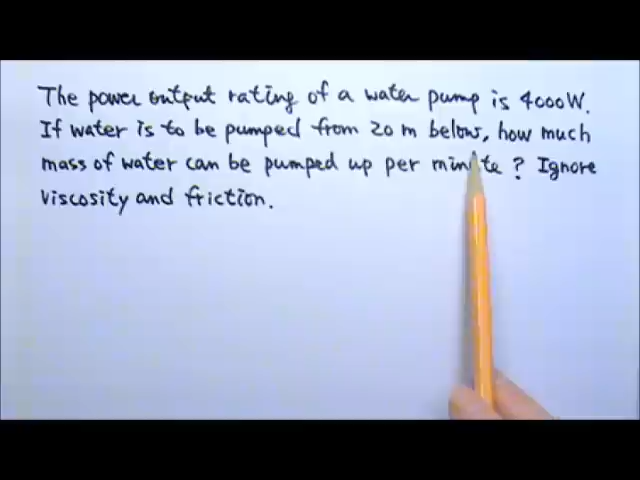 The power output rating of a water pump is 4000W.
If water is to be pumped from 20 m below, how much
mass of water can be pumped up per minute? Ignore
viscosity and friction.